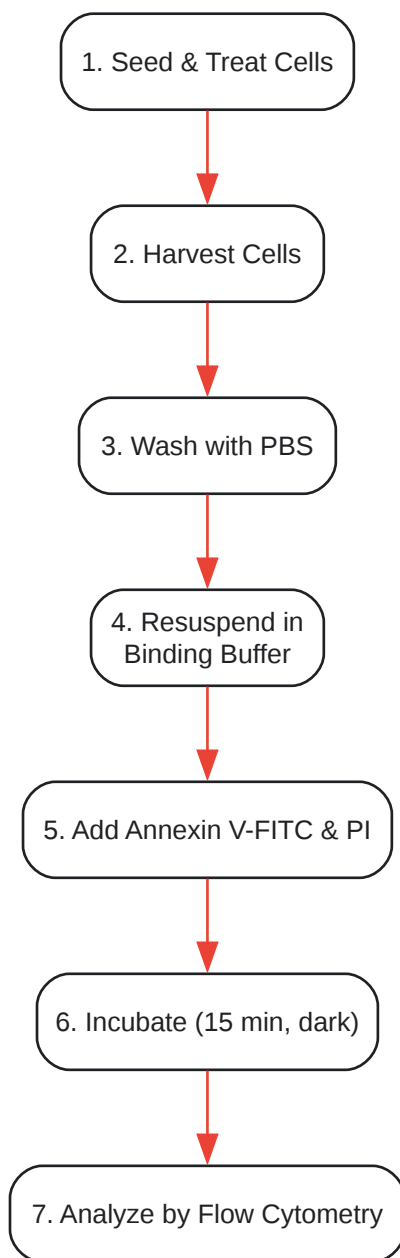 1. Seed & Treat Cells
2. Harvest Cells
3. Wash with PBS
4. Resuspend in
Binding Buffer
5. Add Annexin V-FITC & PI
6. Incubate (15 min, dark)
7. Analyze by Flow Cytometry